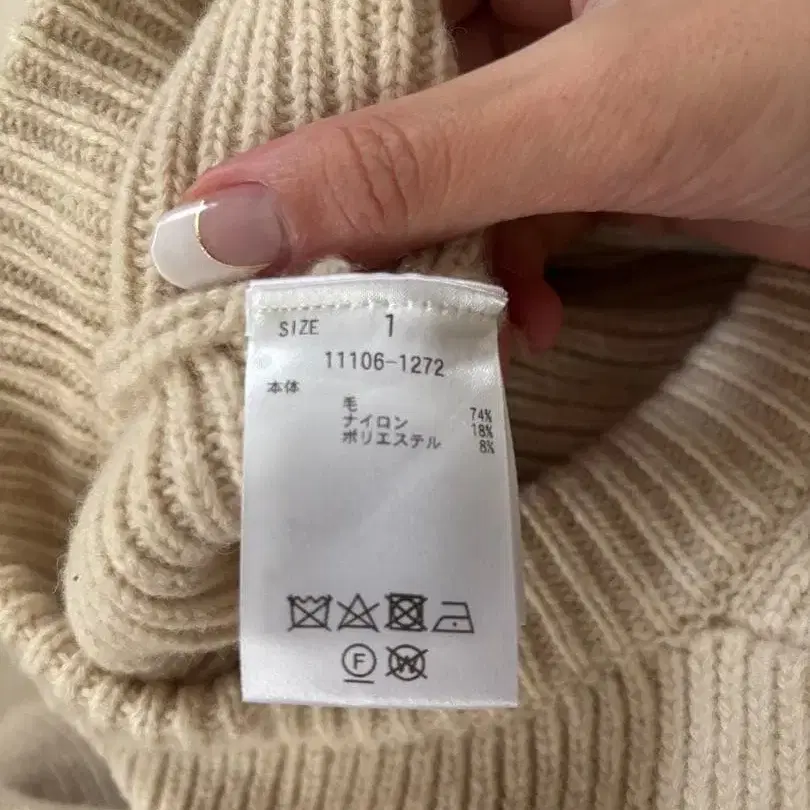 SIZE 1
11106-1272
本体
毛 74%
ナイロン 18%
ポリエステル 8%
F
W